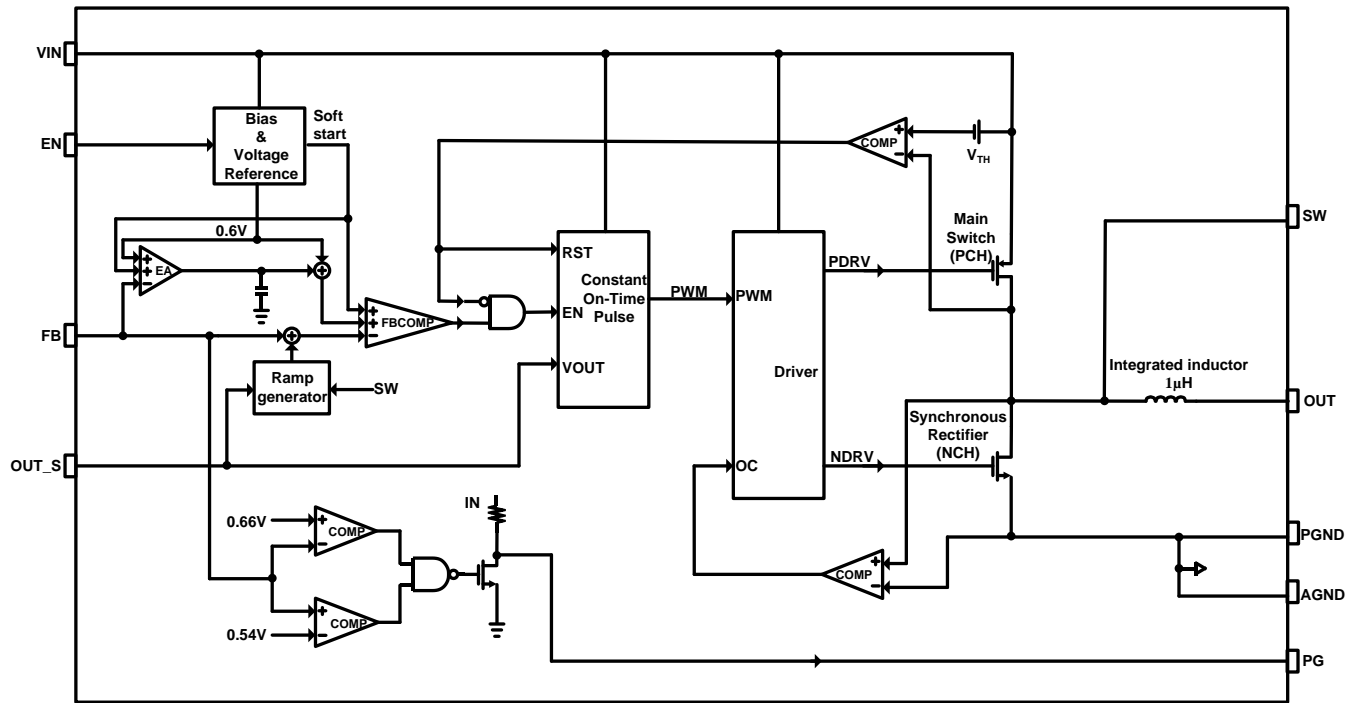 VIN
EN
Bias
&
Voltage
Reference
Soft
start
0.6V
+
+
−
EA
+
FB
+
Ramp
generator
SW
OUT_S
+
+
−
FBCOMP
RST
EN
VOUT
Constant
On-Time
Pulse
PWM
PWM
OC
Driver
PDRV
NDRV
COMP
+
−
VTH
Main
Switch
(PCH)
SW
Integrated inductor
1µH
OUT
Synchronous
Rectifier
(NCH)
COMP
+
−
PGND
AGND
0.66V
+
−
COMP
+
−
COMP
0.54V
IN
PG